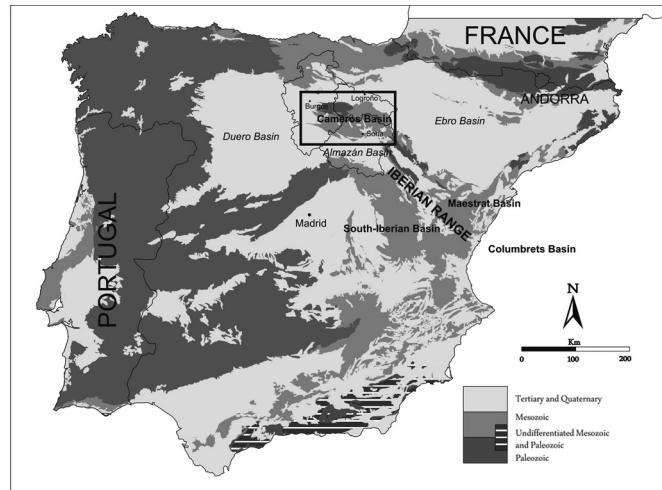 FRANCE
ANDORRA
Logroño
Burgos
Cameros Basin
Soria
Duero Basin
Ebro Basin
Almazán Basin
IBERIAN RANGE
Maestrat Basin
Madrid
South-Iberian Basin
Columbrets Basin
PORTUGAL
N
Km
0 100 200
Tertiary and Quaternary
Mesozoic
Undifferentiated Mesozoic
and Paleozoic
Paleozoic